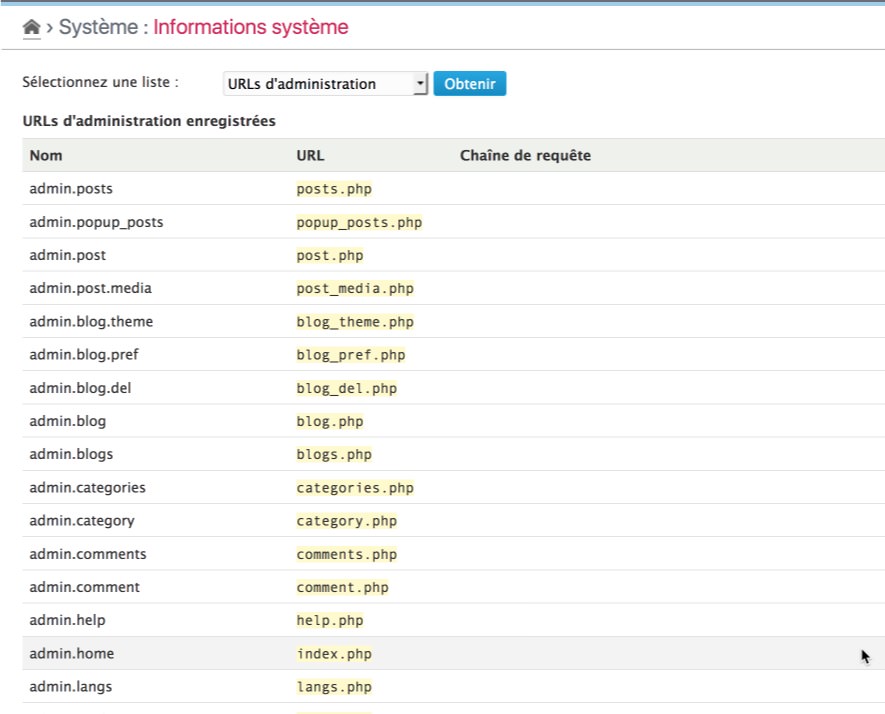 › Système : Informations système
Sélectionnez une liste : URLs d'administration Obtenir
URLs d'administration enregistrées
Nom URL Chaîne de requête
admin.posts posts.php
admin.popup_posts popup_posts.php
admin.post post.php
admin.post.media post_media.php
admin.blog.theme blog_theme.php
admin.blog.pref blog_pref.php
admin.blog.del blog_del.php
admin.blog blog.php
admin.blogs blogs.php
admin.categories categories.php
admin.category category.php
admin.comments comments.php
admin.comment comment.php
admin.help help.php
admin.home index.php
admin.langs langs.php